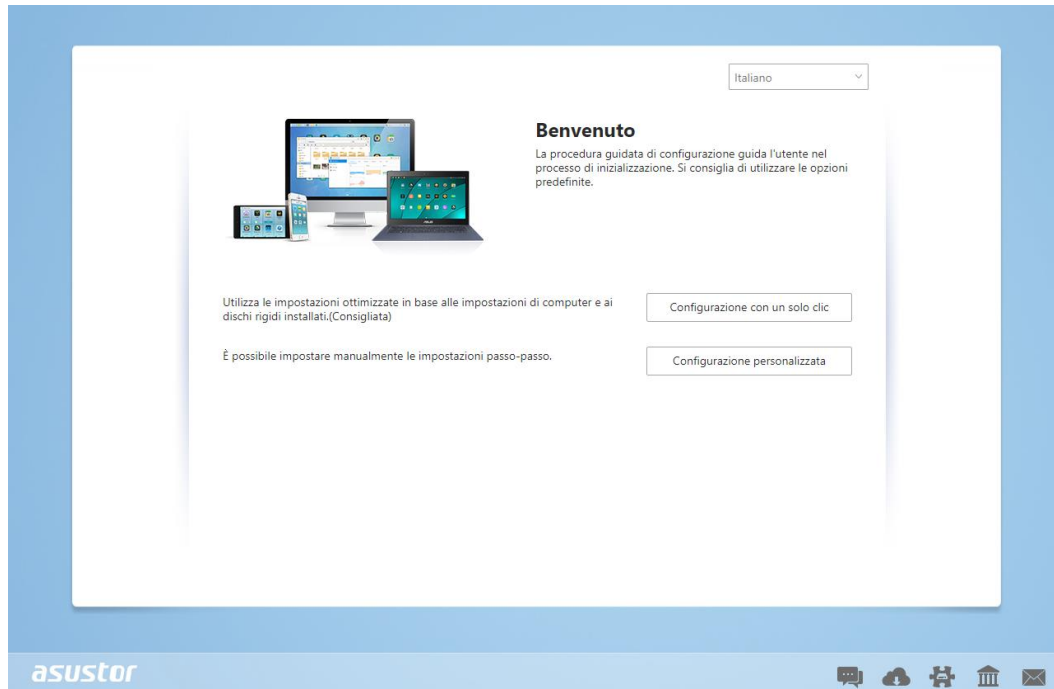 Italiano
Benvenuto
La procedura guidata di configurazione guida l'utente nel
processo di inizializzazione. Si consiglia di utilizzare le opzioni
predefinite.
Utilizza le impostazioni ottimizzate in base alle impostazioni di computer e ai
dischi rigidi installati.(Consigliata)
Configurazione con un solo clic
È possibile impostare manualmente le impostazioni passo-passo.
Configurazione personalizzata
asustor